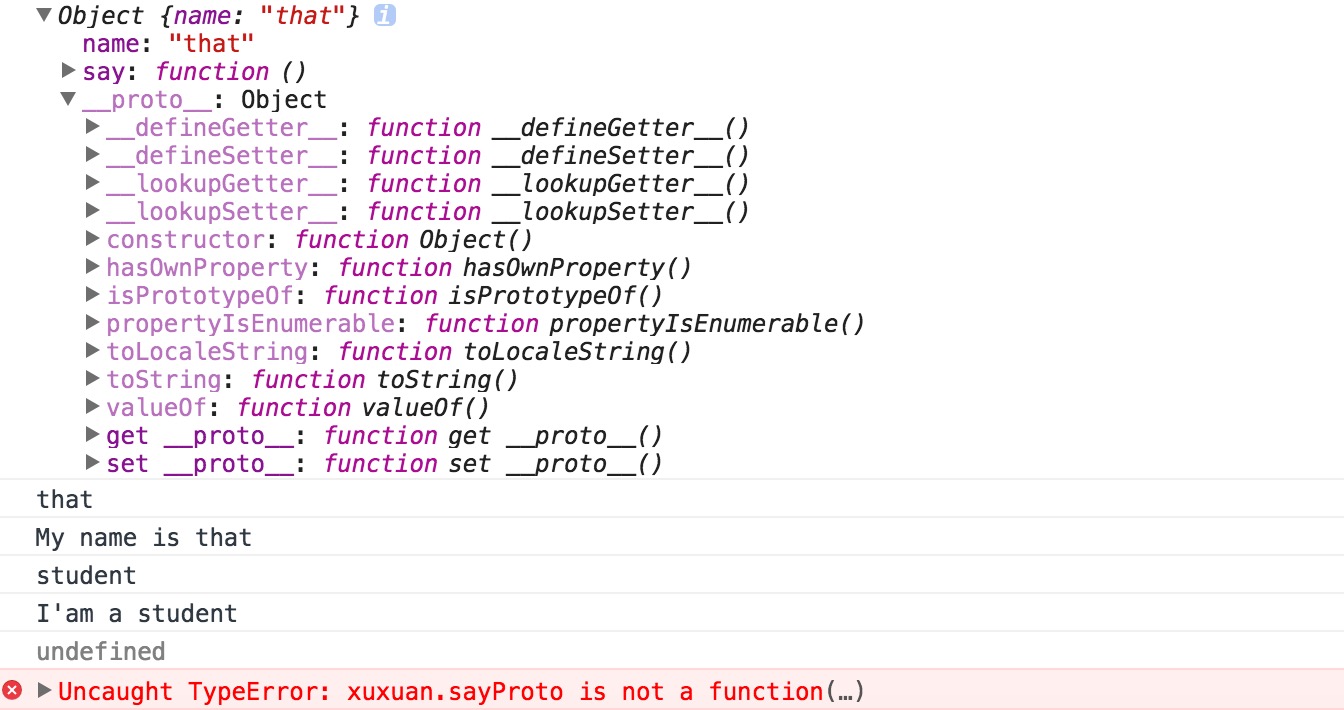 ▼Object {name: "that"} i
name: "that"
▶say: function ()
▼__proto__: Object
▶__defineGetter__: function __defineGetter__()
▶__defineSetter__: function __defineSetter__()
▶__lookupGetter__: function __lookupGetter__()
▶__lookupSetter__: function __lookupSetter__()
▶constructor: function Object()
▶hasOwnProperty: function hasOwnProperty()
▶isPrototypeOf: function isPrototypeOf()
▶propertyIsEnumerable: function propertyIsEnumerable()
▶toLocaleString: function toLocaleString()
▶toString: function toString()
▶valueOf: function valueOf()
▶get __proto__: function get __proto__()
▶set __proto__: function set __proto__()
that
My name is that
student
I'am a student
undefined
▶Uncaught TypeError: xuxuan.sayProto is not a function(…)